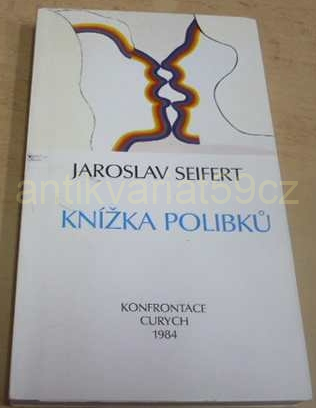 JAROSLAV SEIFERT
antikvariat59cz
KNÍŽKA POLIBKŮ
KONFRONTACE
CURYCH
1984